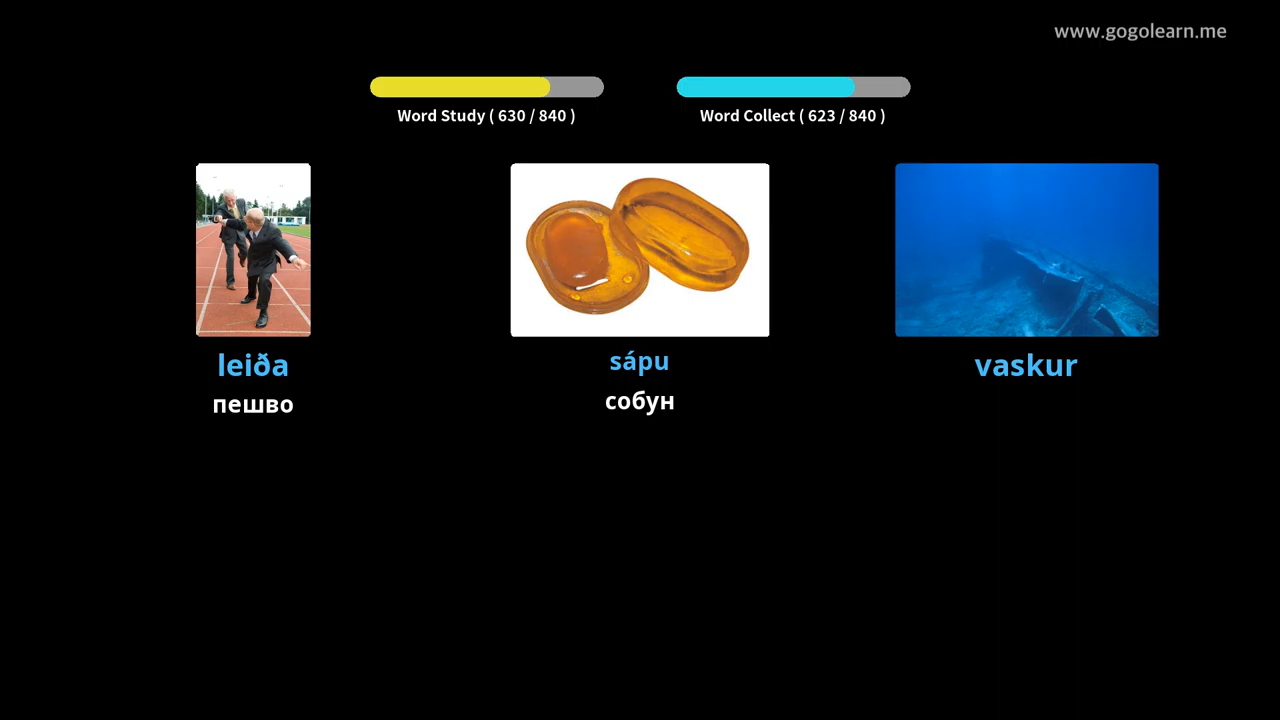 www.gogolearn.me
Word Study ( 630 / 840 )
Word Collect ( 623 / 840 )
leiða
пешво
sápu
собун
vaskur